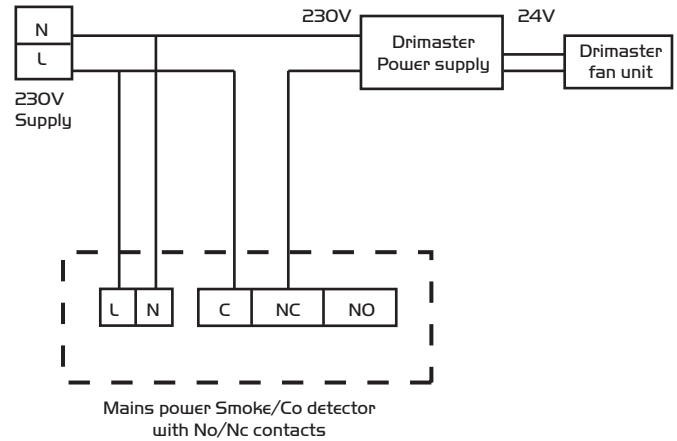 N
L
230V
Supply
230V
24V
Drimaster
Power supply
Drimaster
fan unit
L
N
C
NC
NO
Mains power Smoke/Co detector
with No/Nc contacts